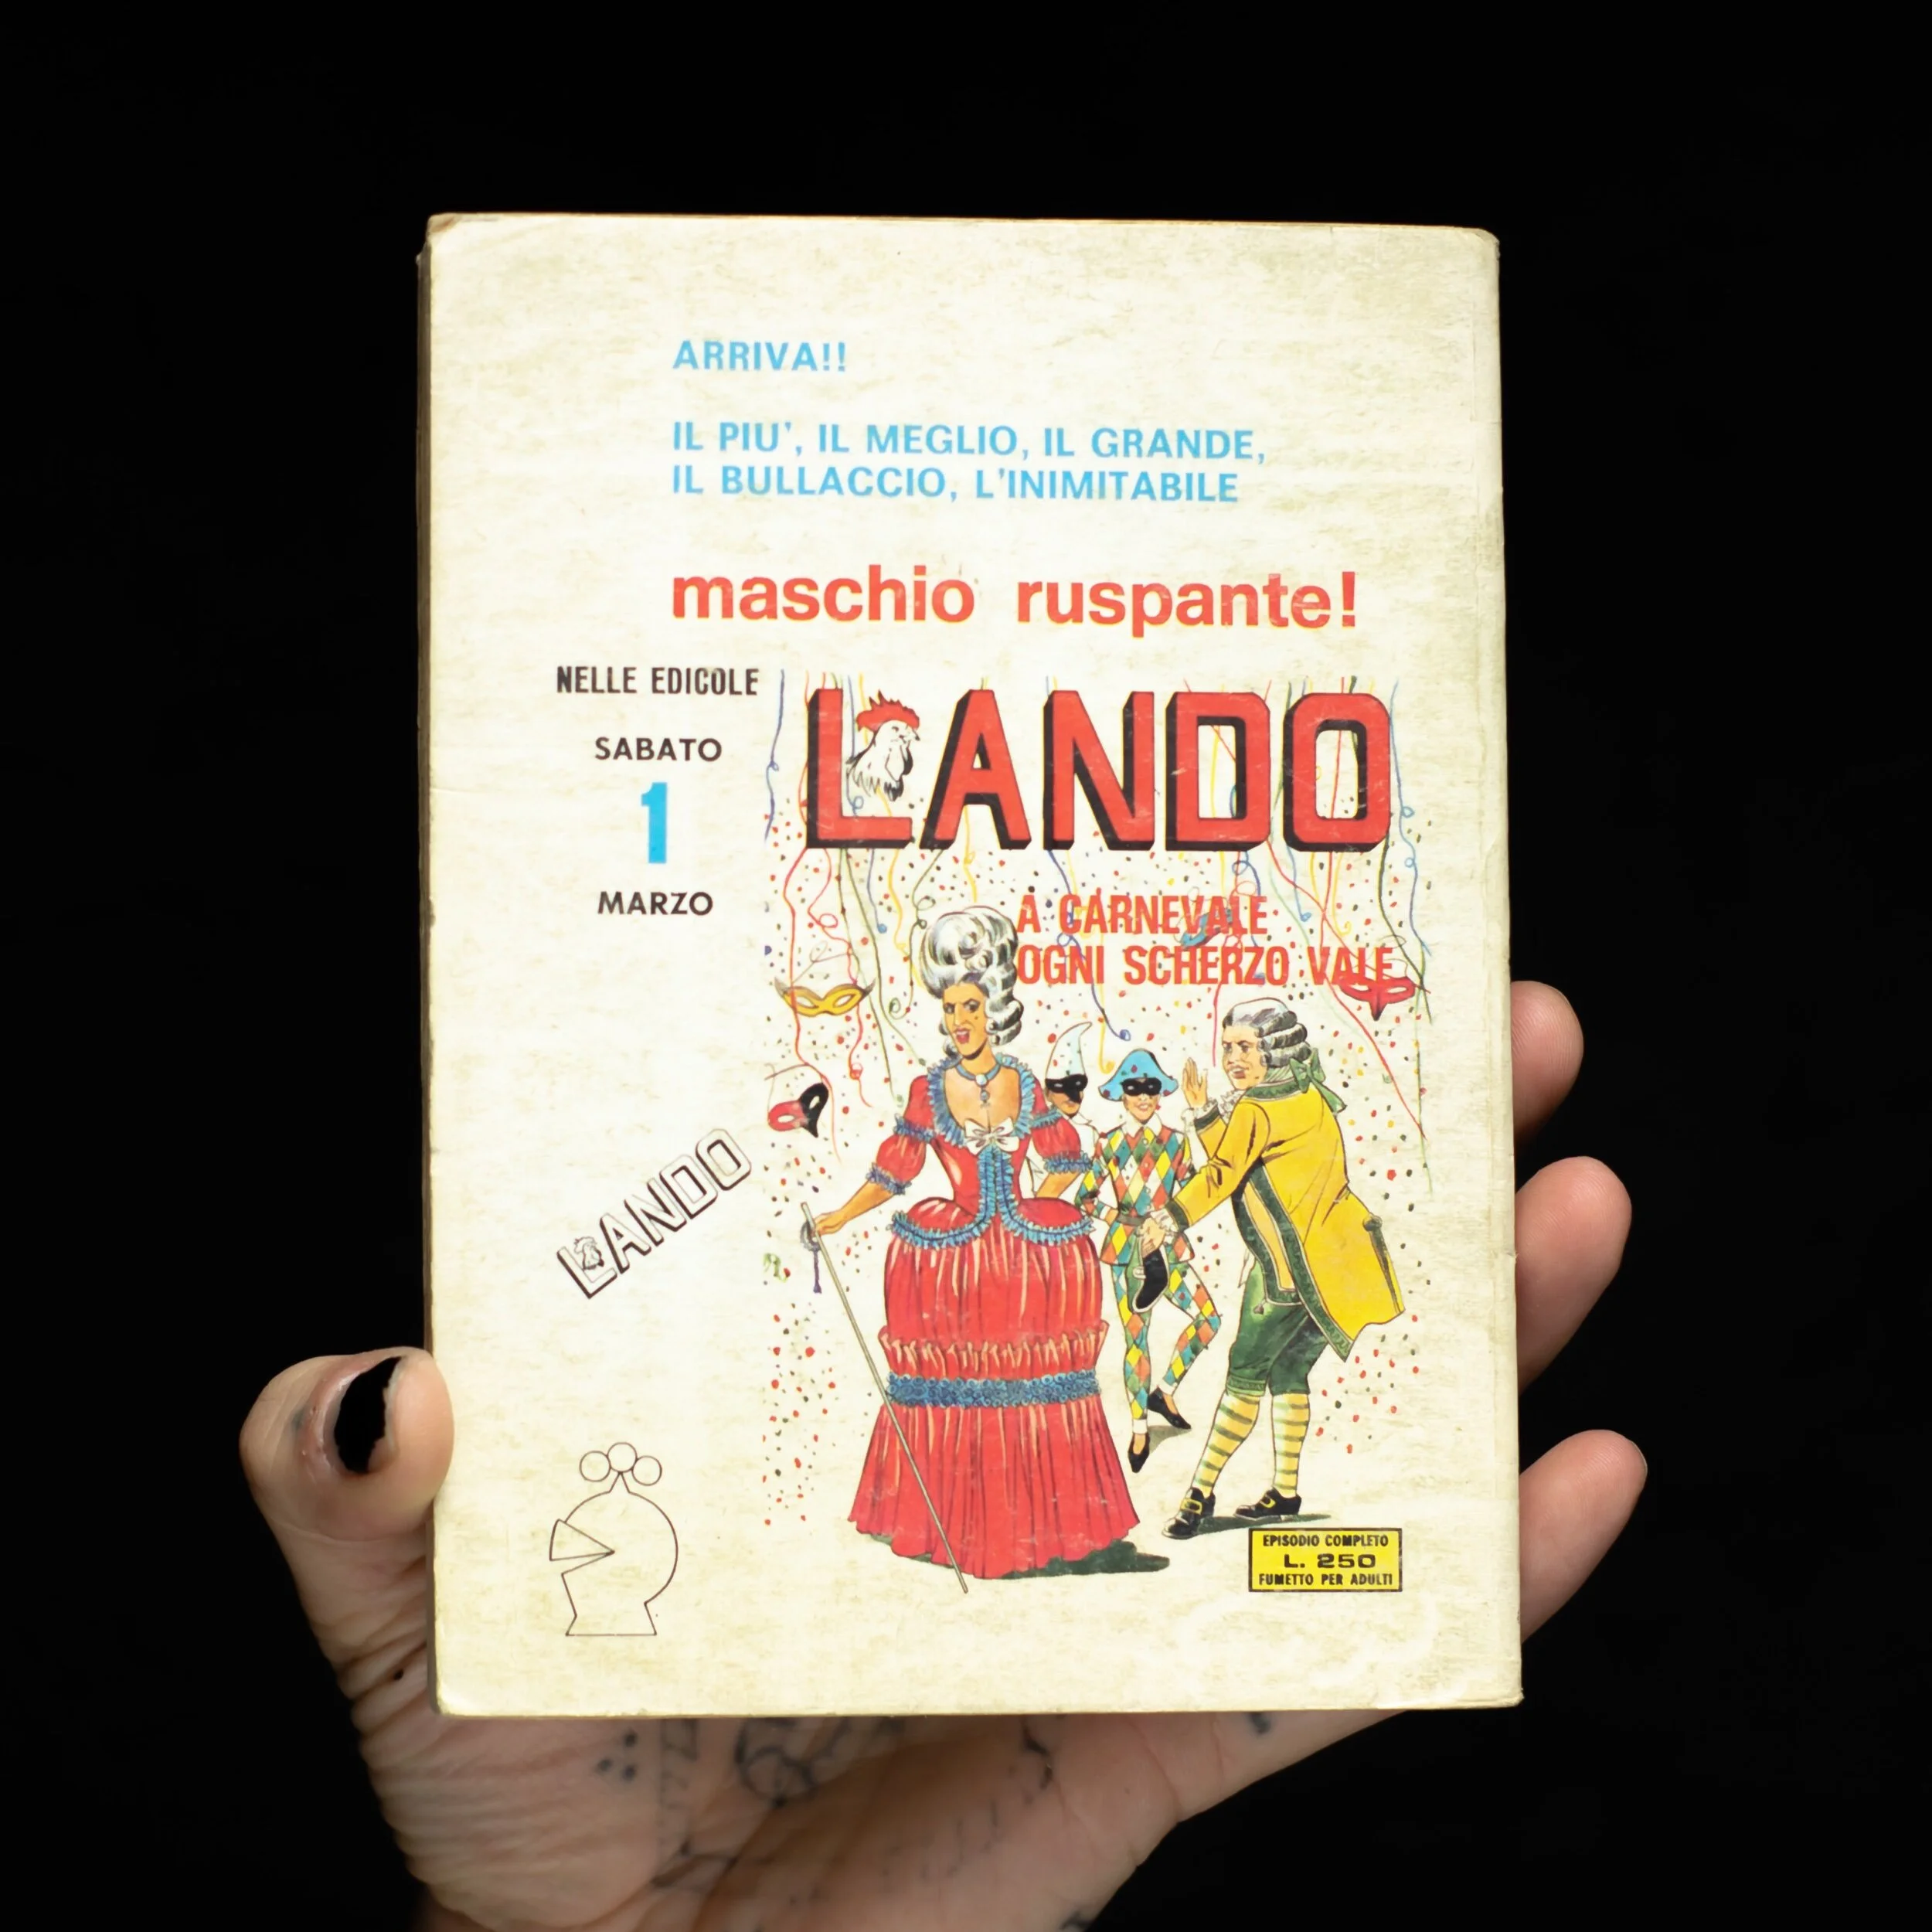 ARRIVA!!
IL PIU', IL MEGLIO, IL GRANDE,
IL BULLACCIO, L'INIMITABILE
maschio ruspante!
NELLE EDICOLE
SABATO
1
MARZO
LANDO
A CARNEVALE
OGNI SCHERZO VALE
LANDO
EPISODIO COMPLETO
L. 250
FUMETTO PER ADULTI